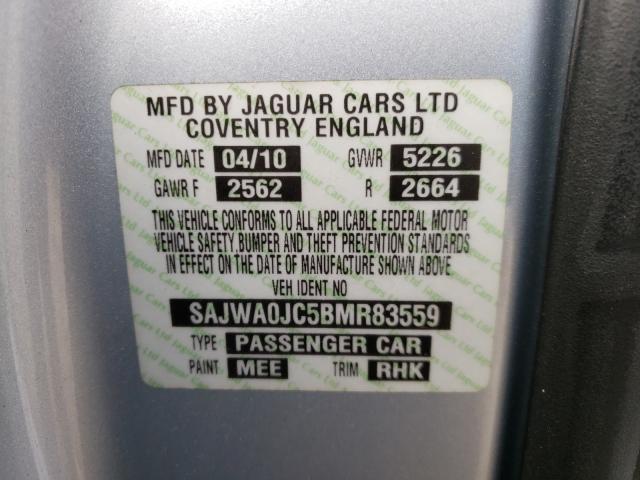 MFD BY JAGUAR CARS LTD
COVENTRY ENGLAND
MFD DATE 04/10 GVWR 5226
GAWR F 2562 R 2664
THIS VEHICLE CONFORMS TO ALL APPLICABLE FEDERAL MOTOR
VEHICLE SAFETY, BUMPER AND THEFT PREVENTION STANDARDS
IN EFFECT ON THE DATE OF MANUFACTURE SHOWN ABOVE
VEH IDENT NO
SAJWA0JC5BMR83559
TYPE PASSENGER CAR
PAINT MEE TRIM RHK